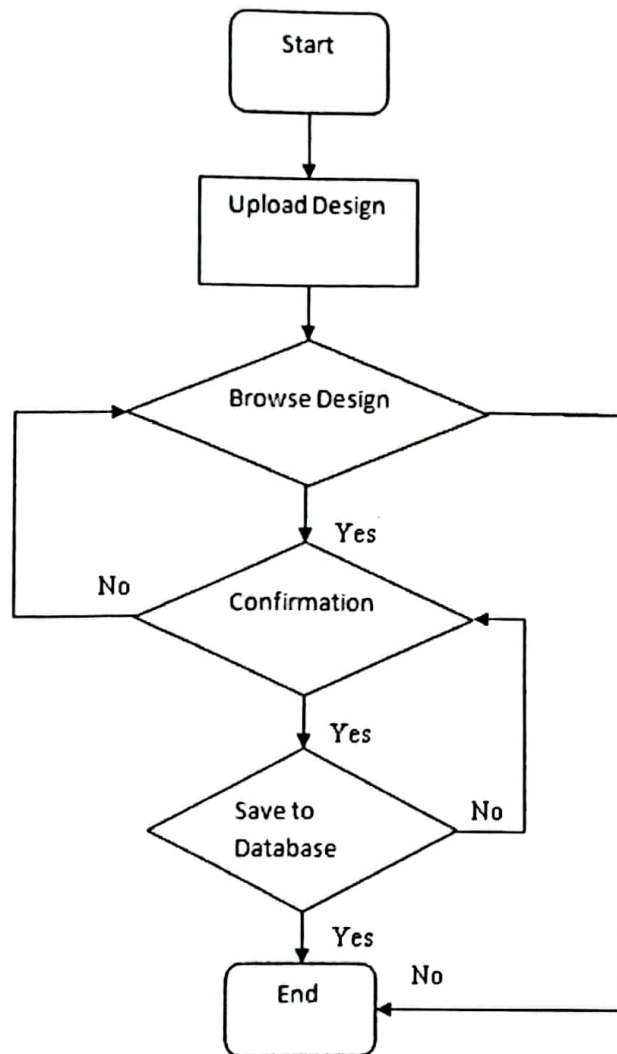 Start
Upload Design
Browse Design
Yes
No
Confirmation
Yes
Save to
Database
No
Yes
No
End